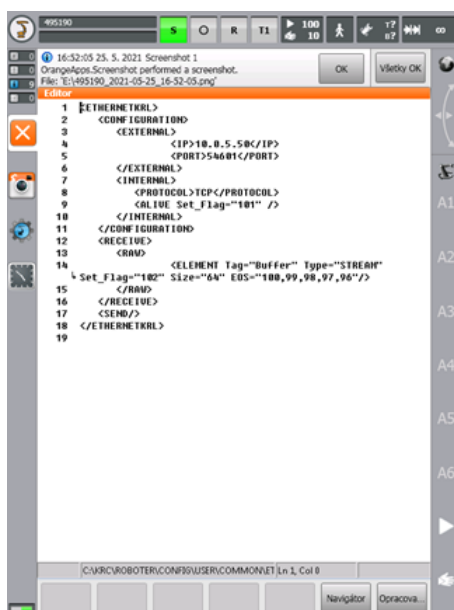 495190
S
O
R
T1
100
10
T?
B?
∞
16:52:05 25. 5. 2021 Screenshot 1
OrangeApps.Screenshot performed a screenshot.
File: 'E:\495190_2021-05-25_16-52-05.png'
OK
Všetky OK
0
0
9
0
Editor
1 <ETHERNETKRL>
2 <CONFIGURATION>
3 <EXTERNAL>
4 <IP>10.0.5.50</IP>
5 <PORT>54601</PORT>
6 </EXTERNAL>
7 <INTERNAL>
8 <PROTOCOL>TCP</PROTOCOL>
9 <ALIVE Set_Flag="101" />
10 </INTERNAL>
11 </CONFIGURATION>
12 <RECEIVE>
13 <RAW>
14 <ELEMENT Tag="Buffer" Type="STREAM"
Set_Flag="102" Size="64" EOS="100,99,98,97,96"/>
15 </RAW>
16 </RECEIVE>
17 <SEND/>
18 </ETHERNETKRL>
19
A1
A2
A3
A4
A5
A6
C:\KRC\ROBOTER\CONFIG\USER\COMMON\ET
Ln 1, Col 0
Navigátor
Opracova...